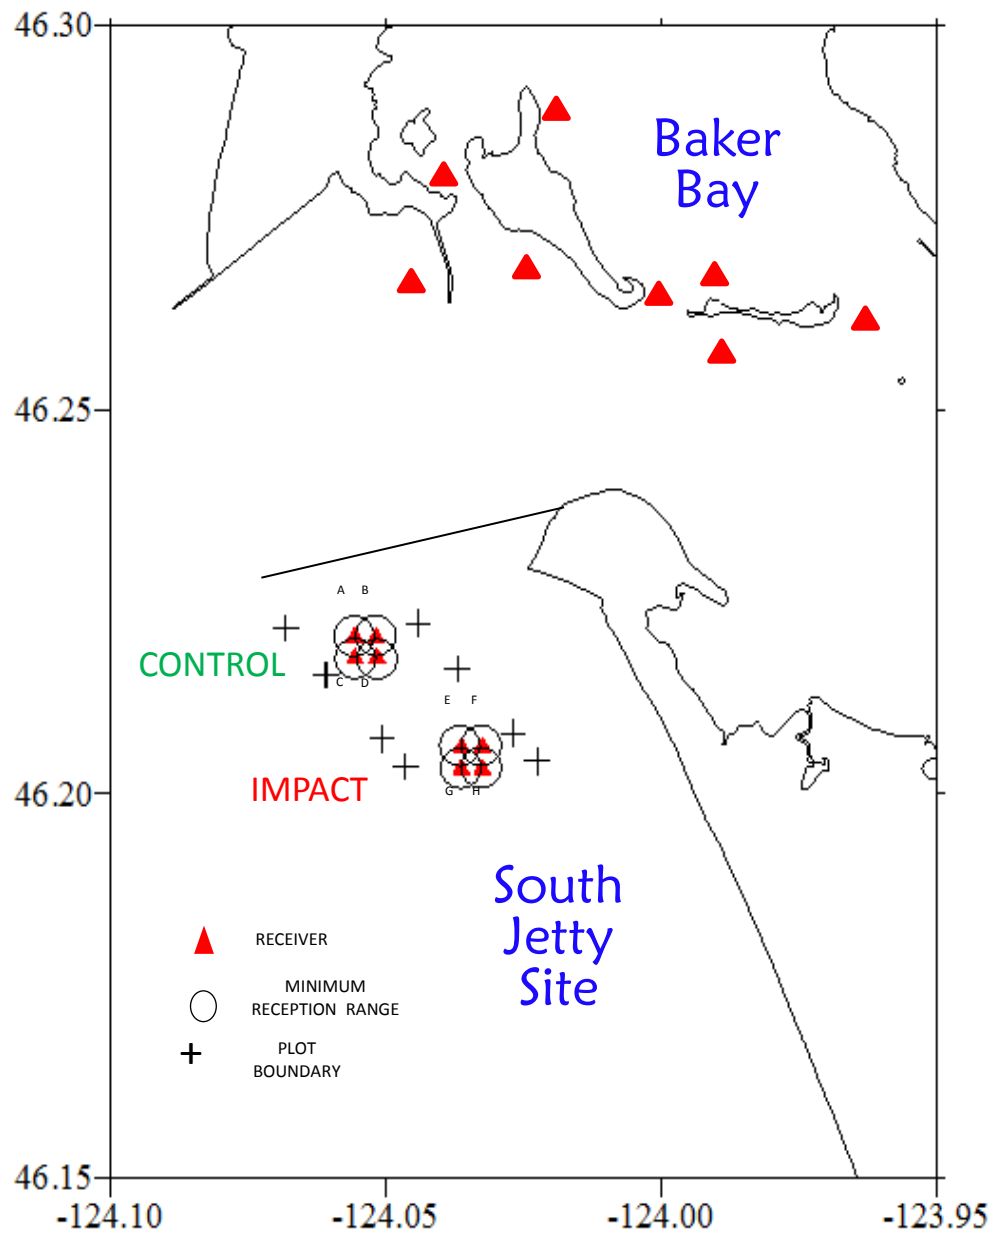 46.30
Baker
Bay
46.25
A B
CONTROL
C D
E F
46.20
IMPACT
G H
South
Jetty
Site
RECEIVER
MINIMUM
RECEPTION RANGE
PLOT
BOUNDARY
46.15
-124.10 -124.05 -124.00 -123.95